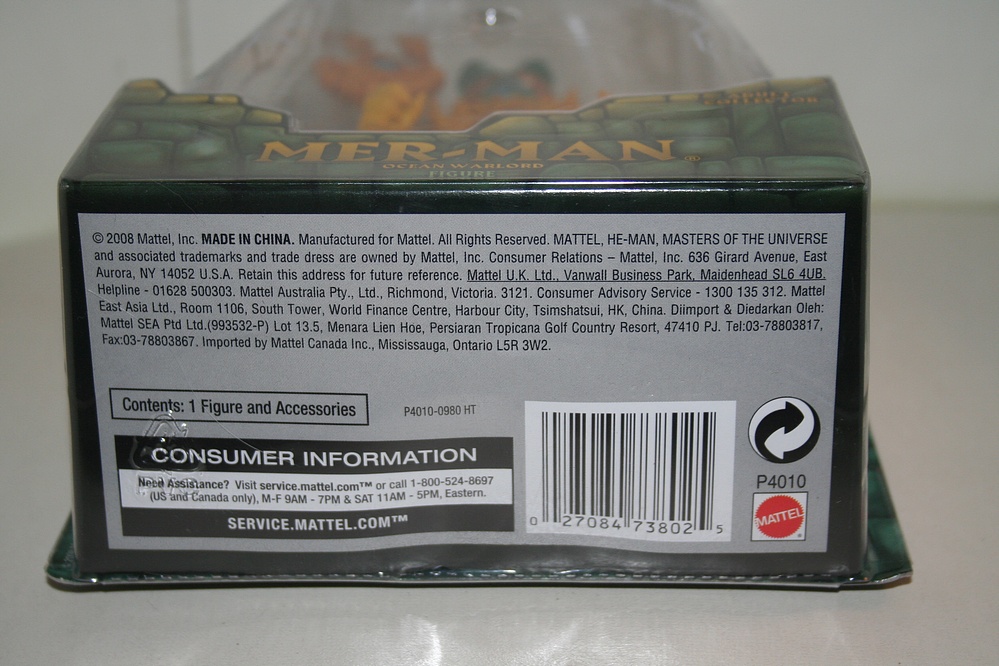 ADULT
COLLECTOR
MER-MAN®
OCEAN WARLORD
FIGURE
© 2008 Mattel, Inc. MADE IN CHINA. Manufactured for Mattel. All Rights Reserved. MATTEL, HE-MAN, MASTERS OF THE UNIVERSE
and associated trademarks and trade dress are owned by Mattel, Inc. Consumer Relations – Mattel, Inc. 636 Girard Avenue, East
Aurora, NY 14052 U.S.A. Retain this address for future reference. Mattel U.K. Ltd., Vanwall Business Park, Maidenhead SL6 4UB.
Helpline - 01628 500303. Mattel Australia Pty., Ltd., Richmond, Victoria. 3121. Consumer Advisory Service - 1300 135 312. Mattel
East Asia Ltd., Room 1106, South Tower, World Finance Centre, Harbour City, Tsimshatsui, HK, China. Diimport & Diedarkan Oleh:
Mattel SEA Ptd Ltd.(993532-P) Lot 13.5, Menara Lien Hoe, Persiaran Tropicana Golf Country Resort, 47410 PJ. Tel:03-78803817,
Fax:03-78803867. Imported by Mattel Canada Inc., Mississauga, Ontario L5R 3W2.
Contents: 1 Figure and Accessories
P4010-0980 HT
CONSUMER INFORMATION
Need Assistance? Visit service.mattel.com™ or call 1-800-524-8697
(US and Canada only), M-F 9AM - 7PM & SAT 11AM - 5PM, Eastern.
SERVICE.MATTEL.COM™
0 27084 73802 5
P4010
MATTEL®